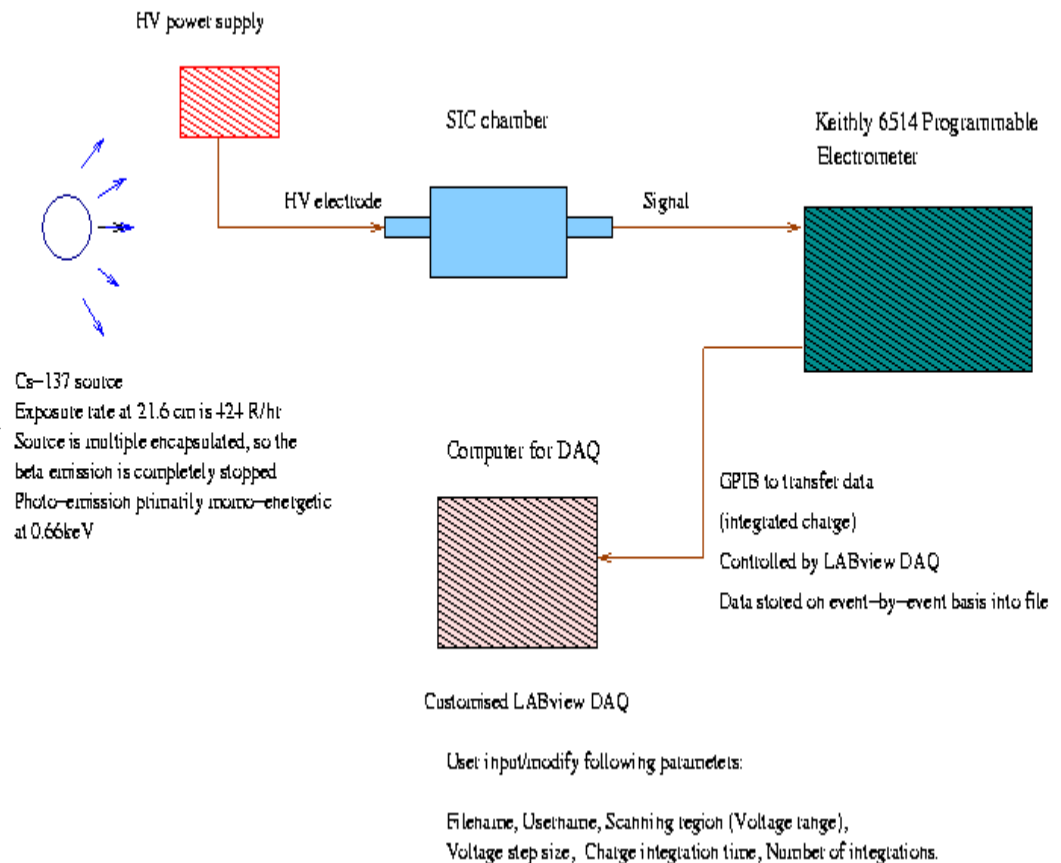 HV power supply
SIC chamber
Keithly 6514 Programmable
Electrometer
HV electrode
Signal
Cs-137 source
Exposure rate at 21.6 cm is 424 R/hr
Source is multiple encapsulated, so the
beta emission is completely stopped
Photo-emission primarily momo-energetic
at 0.66keV
Computer for DAQ
GPIB to transfer data
(integrated charge)
Controlled by LABview DAQ
Data stored on event-by-event basis into file
Customised LABview DAQ
User input/modify following parameters:
Filename, Username, Scanning region (Voltage range),
Voltage step size, Charge integration time, Number of integrations.